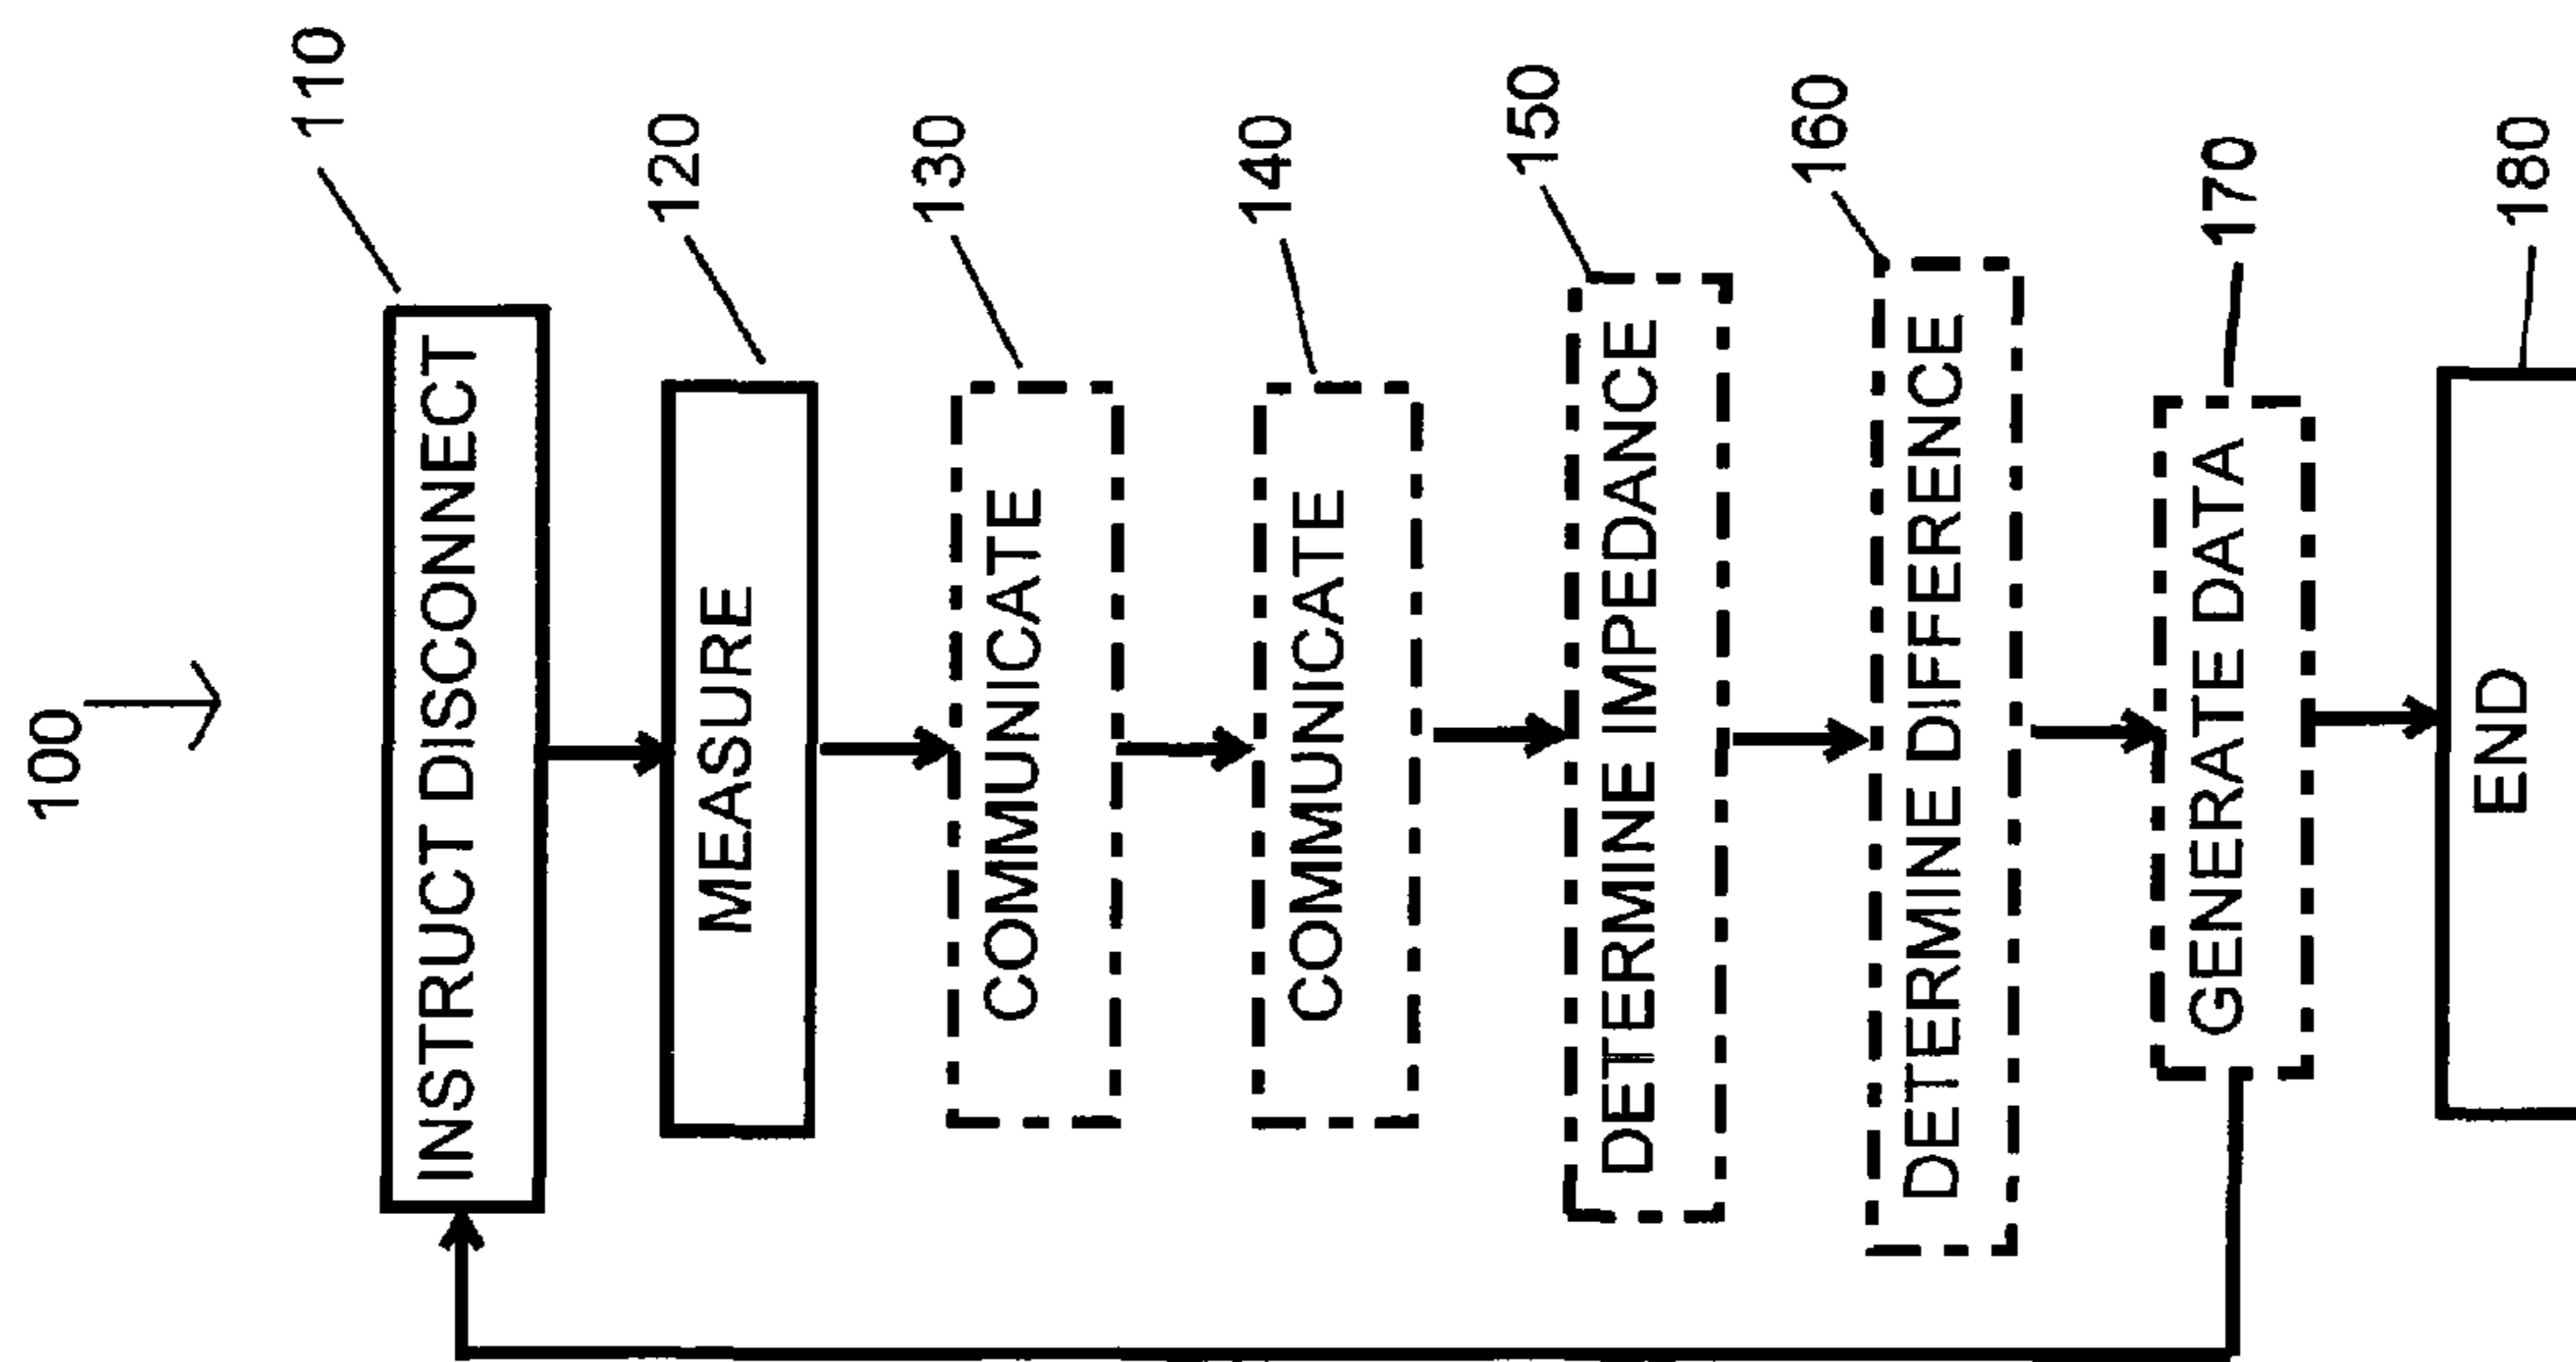 100
INSTRUCT DISCONNECT
110
MEASURE
120
COMMUNICATE
130
COMMUNICATE
140
DETERMINE IMPEDANCE
150
DETERMINE DIFFERENCE
160
GENERATE DATA
170
END
180